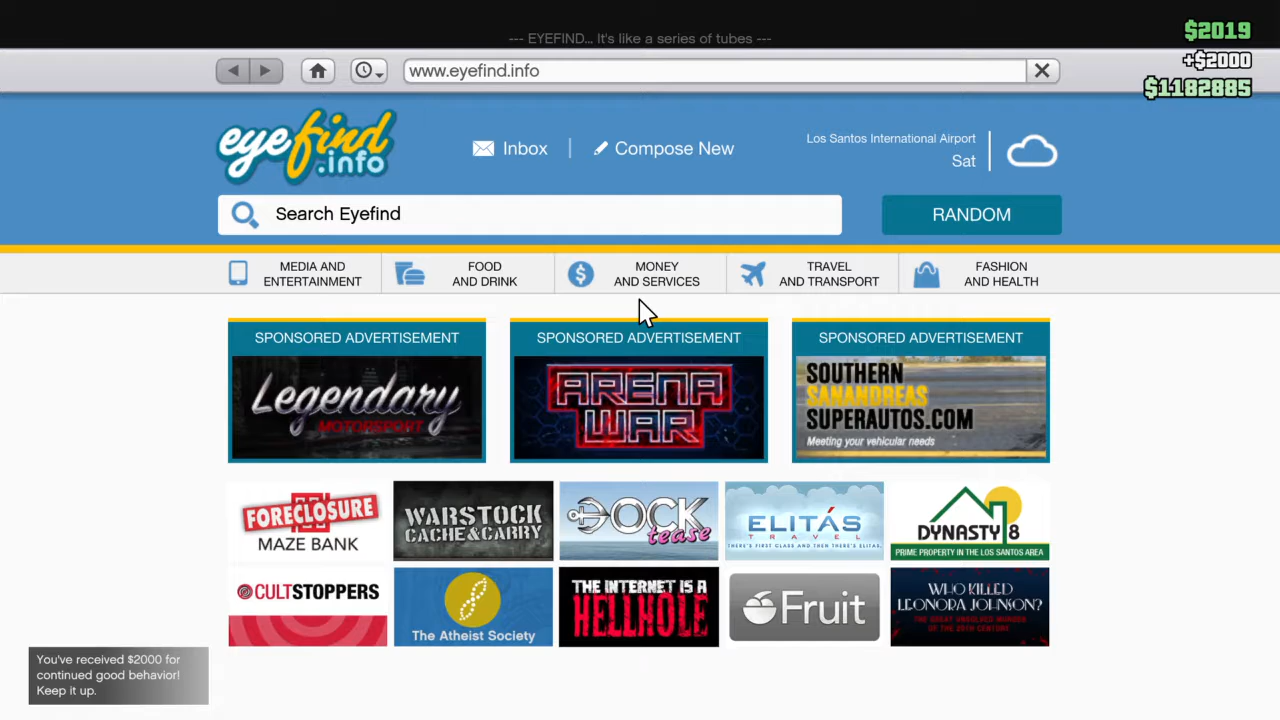 --- EYEFIND... It's like a series of tubes ---
$2019
+$2000
$1182885
www.eyefind.info
eyefind
.info
Inbox
Compose New
Los Santos International Airport
Sat
Search Eyefind
RANDOM
MEDIA AND
ENTERTAINMENT
FOOD
AND DRINK
MONEY
AND SERVICES
TRAVEL
AND TRANSPORT
FASHION
AND HEALTH
SPONSORED ADVERTISEMENT
Legendary
MOTORSPORT
SPONSORED ADVERTISEMENT
ARENA
WAR
SPONSORED ADVERTISEMENT
SOUTHERN
SANANDREAS
SUPERAUTOS.COM
Meeting your vehicular needs
FORECLOSURE
MAZE BANK
WARSTOCK
CACHE & CARRY
DOCK
tease
ELITÁS
TRAVEL
THERE'S FIRST CLASS AND THEN THERE'S ELITAS.
DYNASTY 8
PRIME PROPERTY IN THE LOS SANTOS AREA
CULTSTOPPERS
The Atheist Society
THE INTERNET IS A
HELLHOLE
Fruit
WHO KILLED
LEONORA JOHNSON?
THE GREAT UNSOLVED MURDER
OF THE 20TH CENTURY
You've received $2000 for
continued good behavior!
Keep it up.